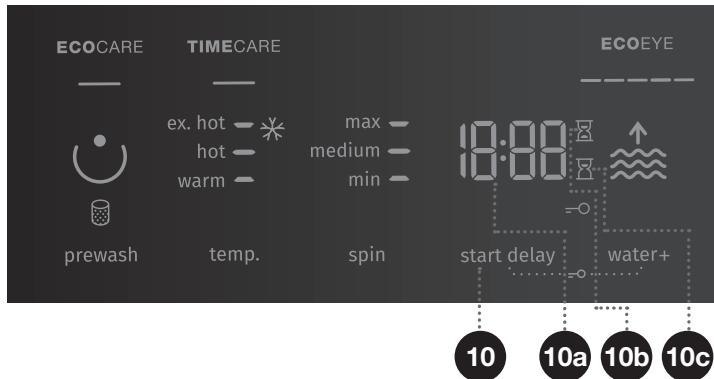 ECOCARE TIMECARE ECOEYE
ex. hot max 18:88
hot medium
warm min
prewash temp. spin start delay water+
10 10a 10b 10c